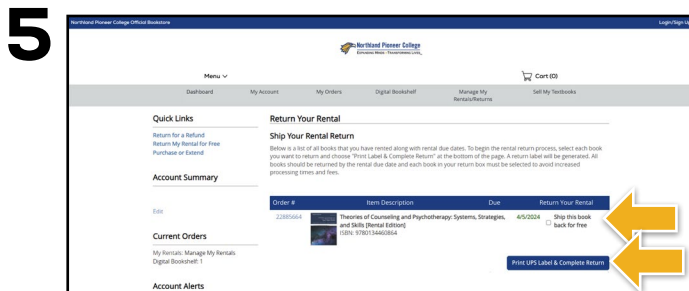 5
Northland Pioneer College Official Bookstore
Login/Sign Up
Northland Pioneer College
Expanding Minds · Transforming Lives
Menu
Cart (0)
Dashboard
My Account
My Orders
Digital Bookshelf
Manage My
Rentals/Returns
Sell My Textbooks
Quick Links
Return for a Refund
Return My Rental for Free
Purchase or Extend
Account Summary
Edit
Current Orders
My Rentals: Manage My Rentals
Digital Bookshelf: 1
Account Alerts
Return Your Rental
Ship Your Rental Return
Below is a list of all books that you have rented along with rental due dates. To begin the rental return process, select each book
you want to return and choose "Print Label & Complete Return" at the bottom of the page. A return label will be generated. All
books should be returned by the rental due date and each book in your return box must be selected to avoid increased
processing times and fees.
Order # Item Description Due Return Your Rental
22885664 Theories of Counseling and Psychotherapy: Systems, Strategies, 4/5/2024 Ship this book
and Skills [Rental Edition] back for free
ISBN: 9780134460864
Print UPS Label & Complete Return